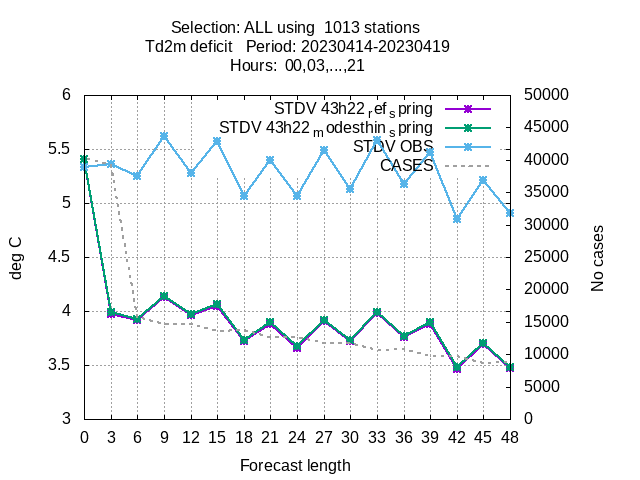 Selection: ALL using  1013 stations
Td2m deficit   Period: 20230414-20230419
Hours:  00,03,...,21
STDV 43h22_ref_spring
STDV 43h22_modesthin_spring
STDV OBS
CASES
6
5.5
5
4.5
4
3.5
3
50000
45000
40000
35000
30000
25000
20000
15000
10000
5000
0
deg C
No cases
0 3 6 9 12 15 18 21 24 27 30 33 36 39 42 45 48
Forecast length